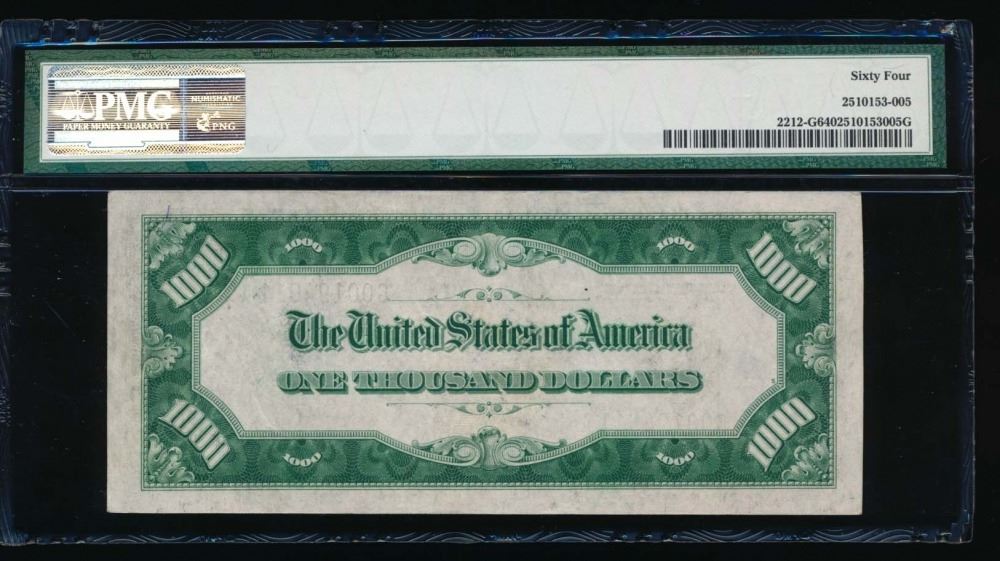 PMG
PAPER MONEY GUARANTY
NUMISMATIC
PNG
Sixty Four
2510153-005
2212-G6402510153005G
1000 1000 1000 1000
The United States of America
ONE THOUSAND DOLLARS
1000 1000 1000 1000